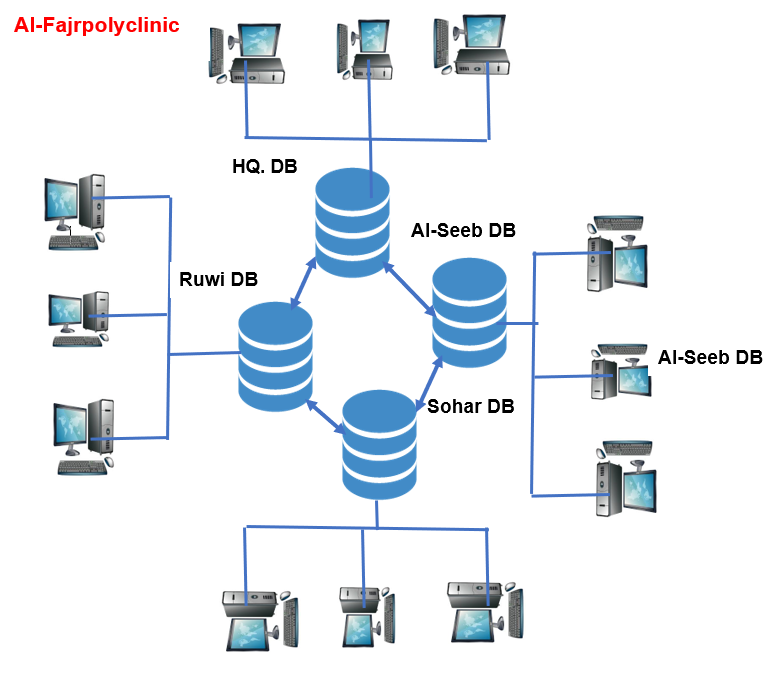 Al-Fajrpolyclinic
HQ. DB
Al-Seeb DB
Ruwi DB
Al-Seeb DB
Sohar DB